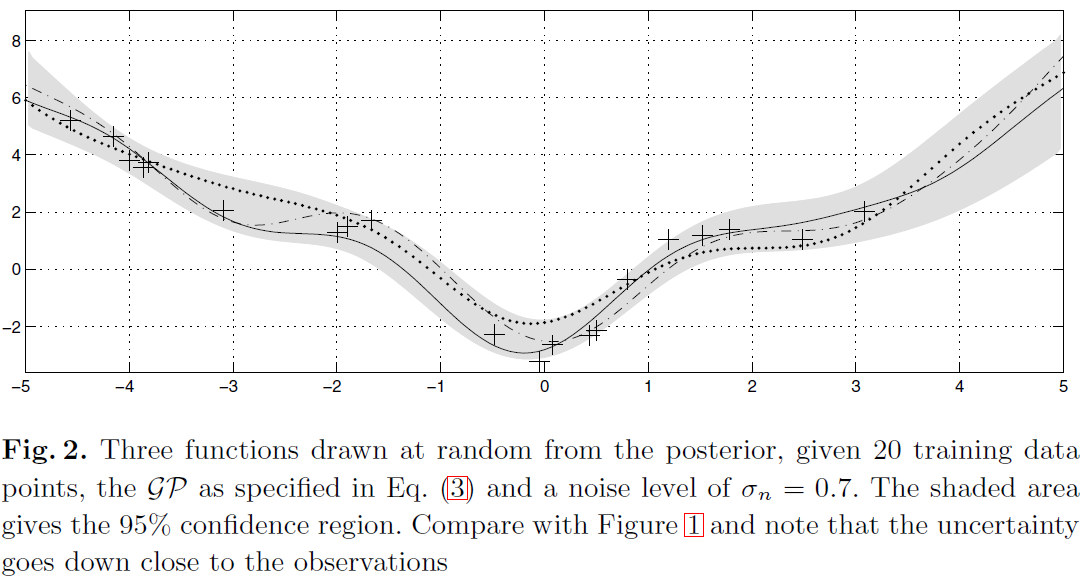 8
6
4
2
0
−2
−5 −4 −3 −2 −1 0 1 2 3 4 5
Fig. 2. Three functions drawn at random from the posterior, given 20 training data
points, the 𝒢𝒫 as specified in Eq. (3) and a noise level of σn = 0.7. The shaded area
gives the 95% confidence region. Compare with Figure 1 and note that the uncertainty
goes down close to the observations